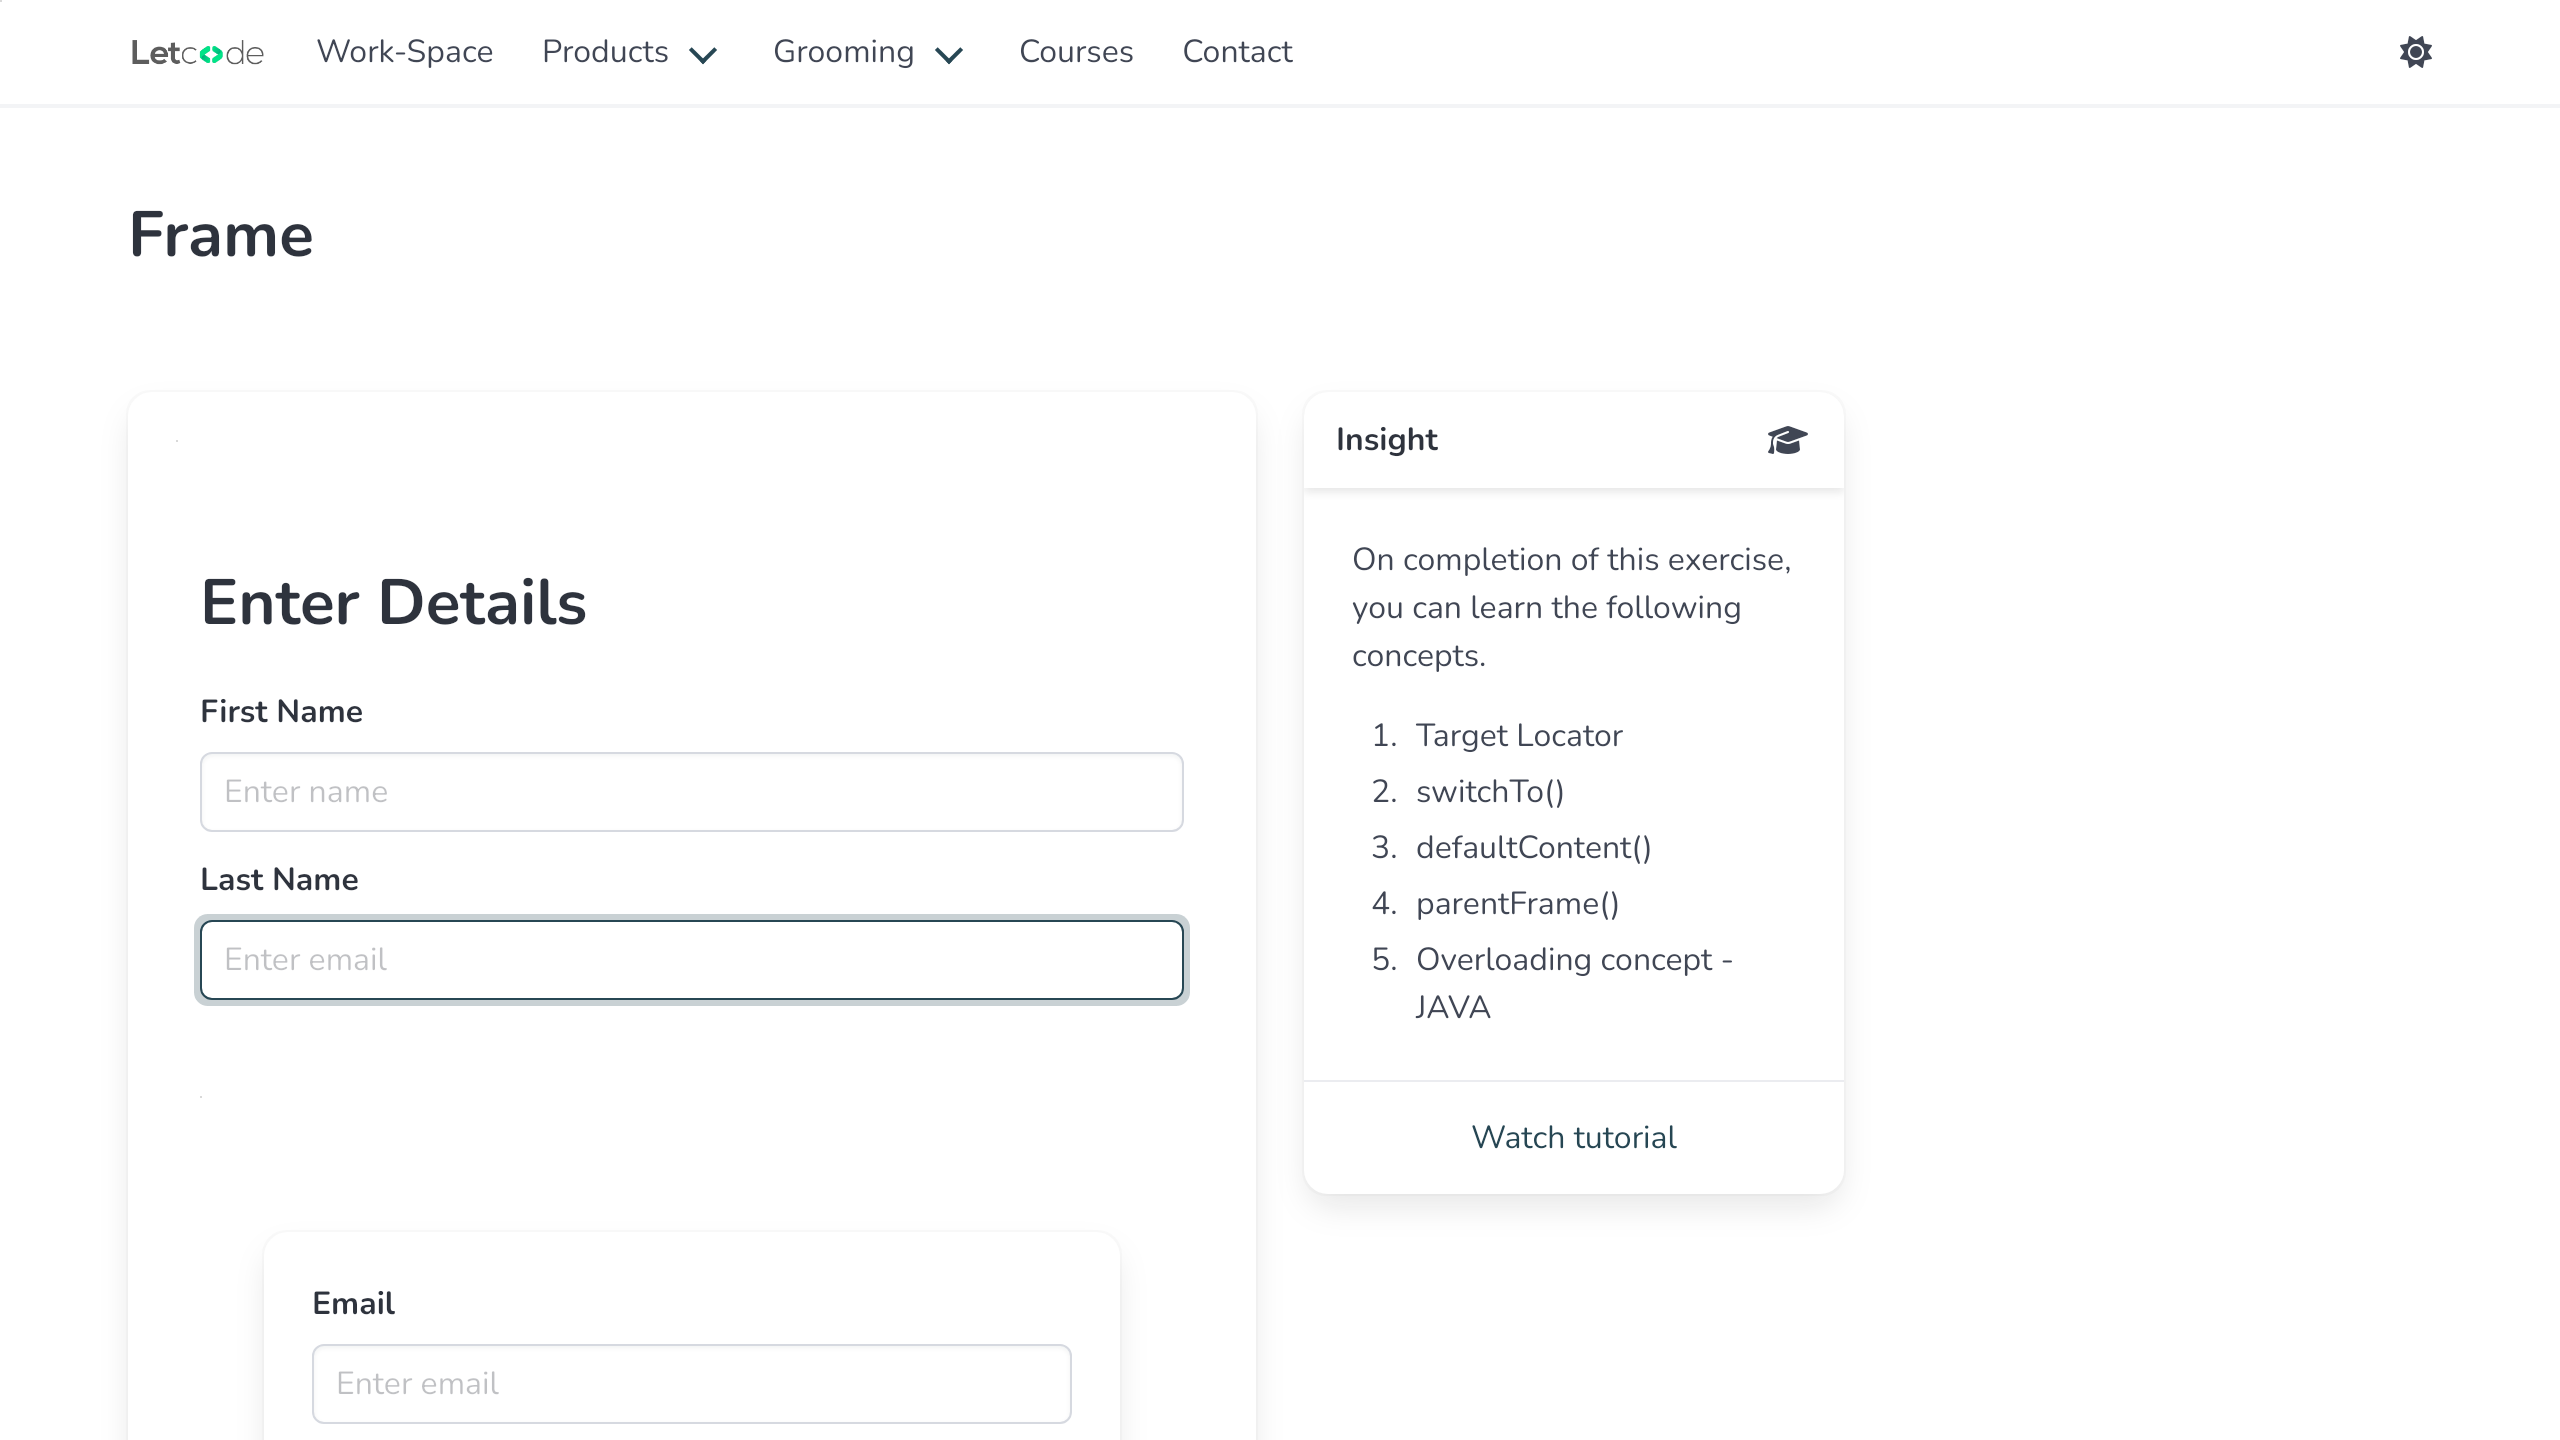 Letcode Work-Space Products Grooming Courses Contact
Frame
Enter Details
First Name
Enter name
Last Name
Enter email
Email
Enter email
Insight
On completion of this exercise,
you can learn the following
concepts.
1. Target Locator
2. switchTo()
3. defaultContent()
4. parentFrame()
5. Overloading concept -
JAVA
Watch tutorial